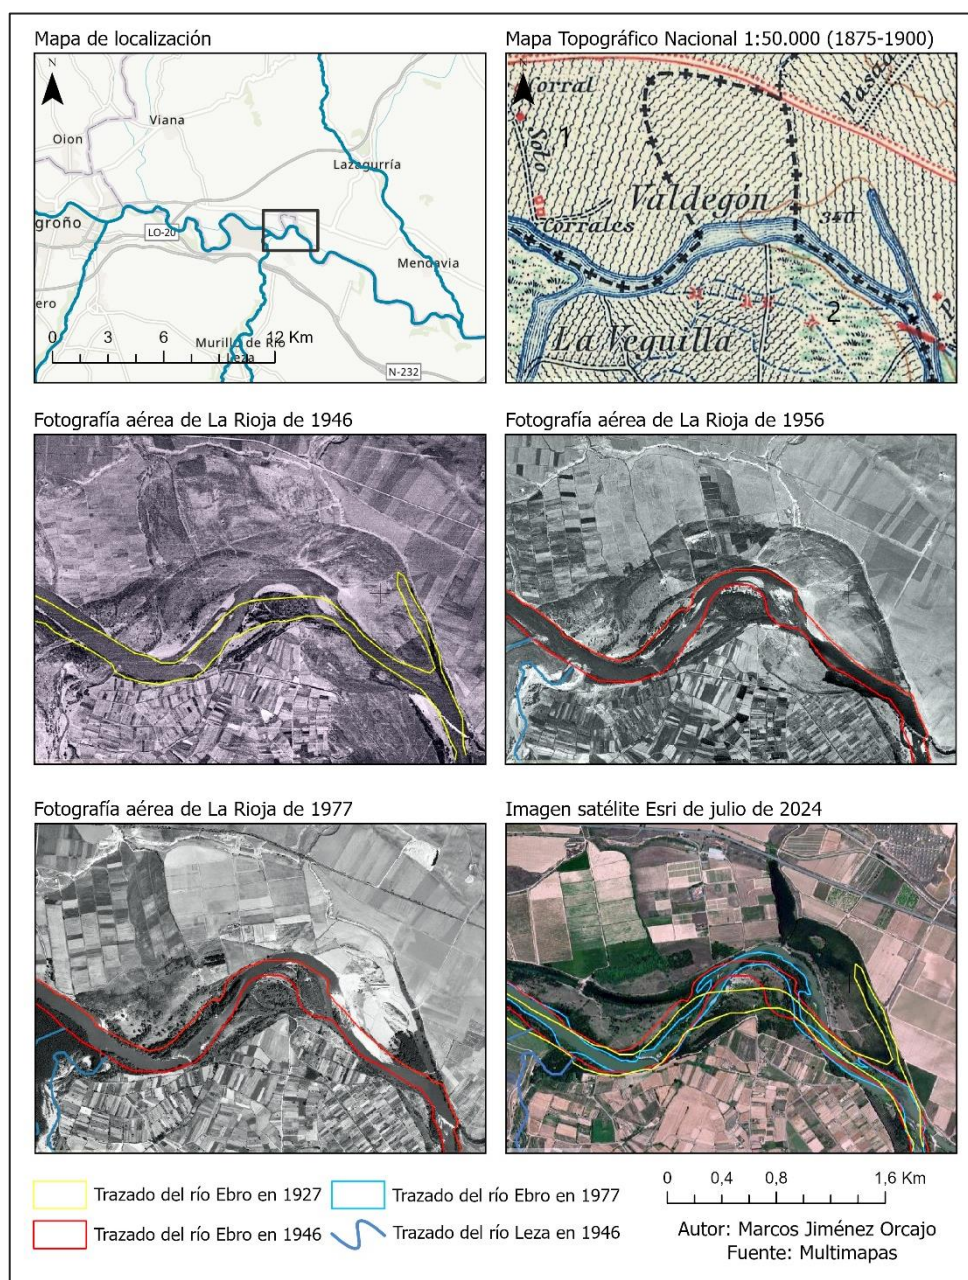 Mapa de localización
N
Oion
Viana
Lazagurría
groño
LO-20
Mendavia
ero
0 3 6 12 Km
Murillo de Río
Leza
N-232
Mapa Topográfico Nacional 1:50.000 (1875-1900)
N
Corral
Pasad
1
Soto
Valdegón
340
Corrales
2
P
La Veguilla
Fotografía aérea de La Rioja de 1946
Fotografía aérea de La Rioja de 1956
Fotografía aérea de La Rioja de 1977
Imagen satélite Esri de julio de 2024
Trazado del río Ebro en 1927
Trazado del río Ebro en 1977
Trazado del río Ebro en 1946
Trazado del río Leza en 1946
0 0,4 0,8 1,6 Km
Autor: Marcos Jiménez Orcajo
Fuente: Multimapas